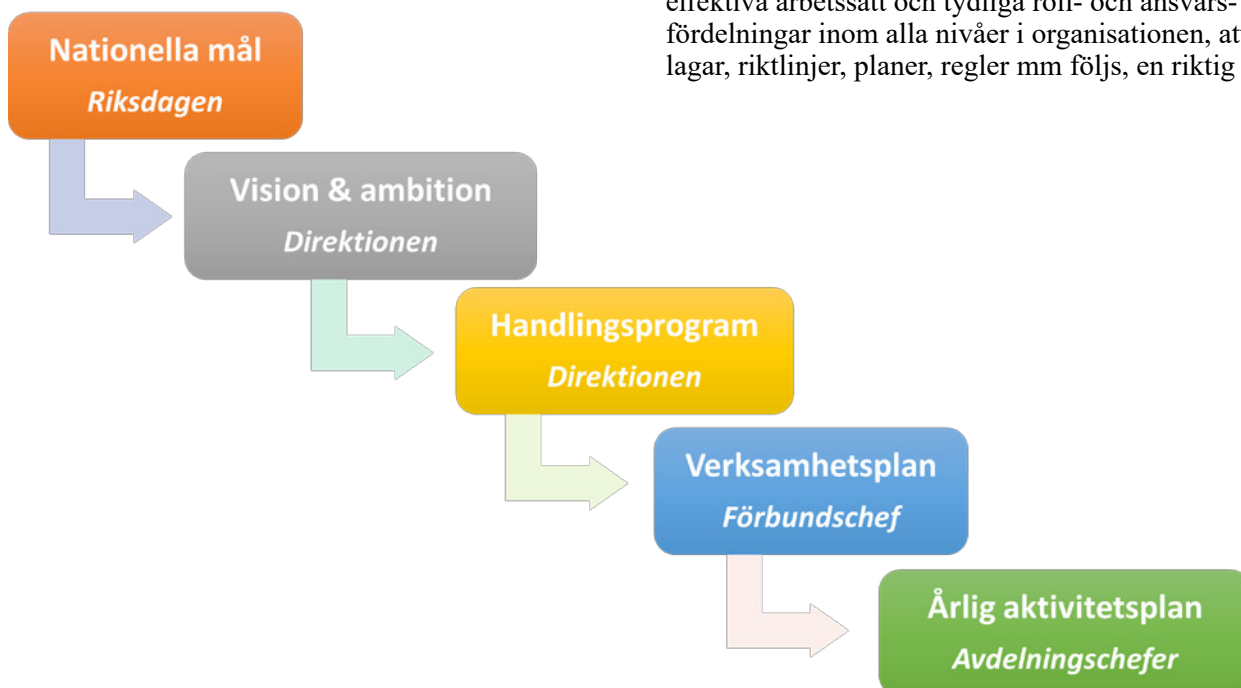 effektiva arbetssätt och tydliga roll- och ansvars-
fördelningar inom alla nivåer i organisationen, att
lagar, riktlinjer, planer, regler mm följs, en riktig
Nationella mål
Riksdagen
Vision & ambition
Direktionen
Handlingsprogram
Direktionen
Verksamhetsplan
Förbundschef
Årlig aktivitetsplan
Avdelningschefer